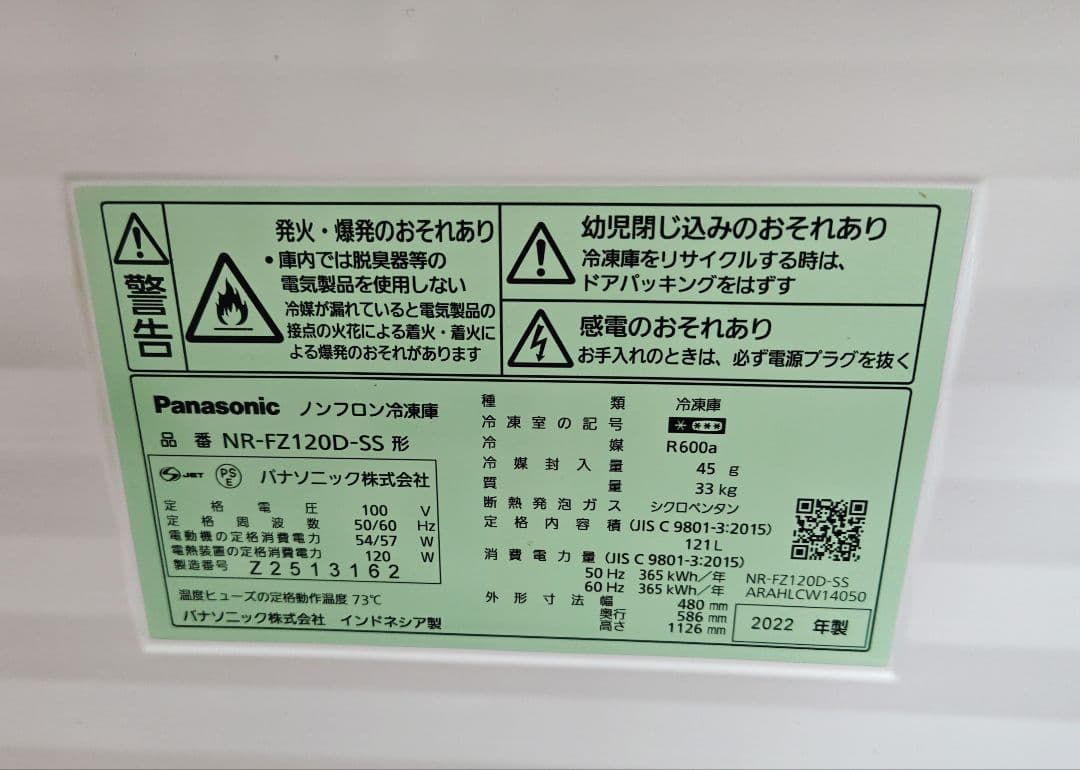 警告
発火・爆発のおそれあり
•庫内では脱臭器等の
電気製品を使用しない
冷媒が漏れていると電気製品の
接点の火花による着火・着火に
よる爆発のおそれがあります
幼児閉じ込みのおそれあり
冷凍庫をリサイクルする時は、
ドアパッキングをはずす
感電のおそれあり
お手入れのときは、必ず電源プラグを抜く
Panasonic ノンフロン冷凍庫
品番 NR-FZ120D-SS 形
JET PS E パナソニック株式会社
定格電圧 100 V
定格周波数 50/60 Hz
電動機の定格消費電力 54/57 W
電熱装置の定格消費電力 120 W
製造番号 Z2513162
温度ヒューズの定格動作温度 73℃
パナソニック株式会社 インドネシア製
種類 冷凍庫
冷凍室の記号 * ***
冷媒 R600a
冷媒封入量 45 g
質量 33 kg
断熱発泡ガス シクロペンタン
定格内容積 (JIS C 9801-3:2015)
121 L
消費電力量 (JIS C 9801-3:2015)
50 Hz 365 kWh/年
60 Hz 365 kWh/年
外形寸法 幅 480 mm
奥行 586 mm
高さ 1126 mm
NR-FZ120D-SS
ARAHLCW14050
2022 年製